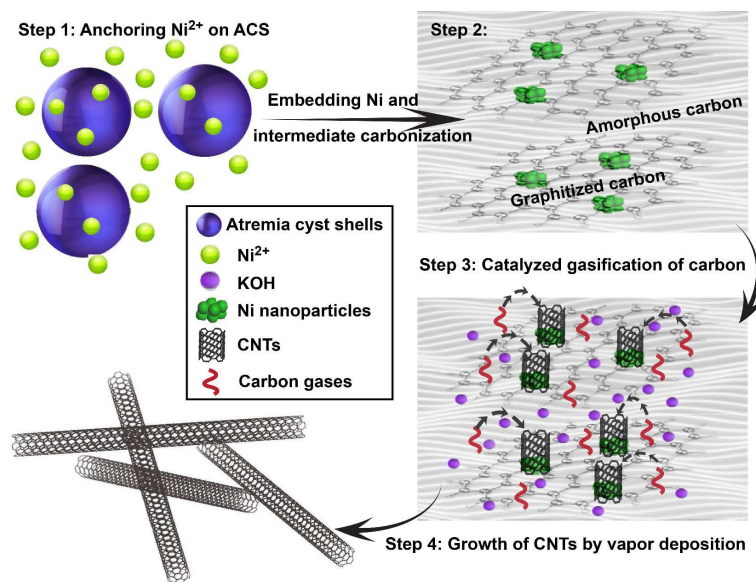 Step 1: Anchoring Ni²⁺ on ACS
Step 2:
Embedding Ni and
intermediate carbonization
Amorphous carbon
Graphitized carbon
Atremia cyst shells
Ni²⁺
KOH
Ni nanoparticles
CNTs
Carbon gases
Step 3: Catalyzed gasification of carbon
Step 4: Growth of CNTs by vapor deposition